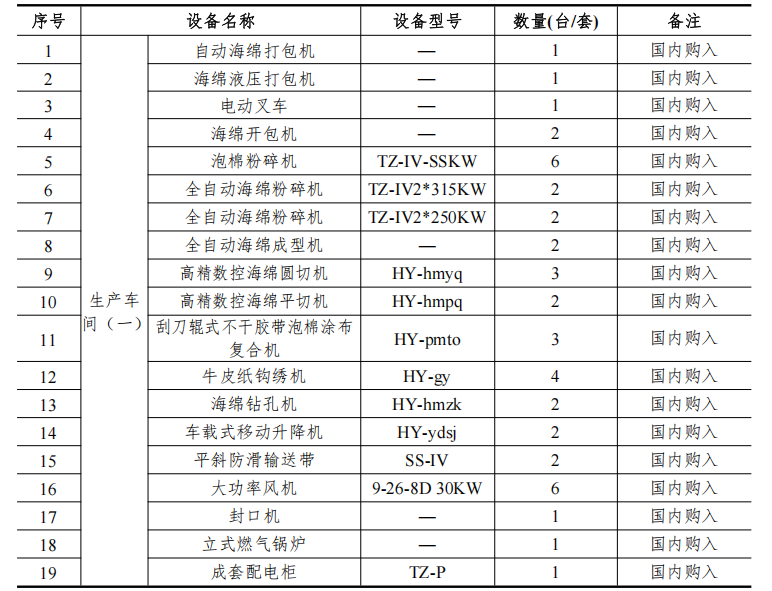 序号 设备名称 设备型号 数量(台/套) 备注
生产车间（一）
1 自动海绵打包机 — 1 国内购入
2 海绵液压打包机 — 1 国内购入
3 电动叉车 — 1 国内购入
4 海绵开包机 — 2 国内购入
5 泡棉粉碎机 TZ-IV-SSKW 6 国内购入
6 全自动海绵粉碎机 TZ-IV2*315KW 2 国内购入
7 全自动海绵粉碎机 TZ-IV2*250KW 2 国内购入
8 全自动海绵成型机 — 2 国内购入
9 高精数控海绵圆切机 HY-hmyq 3 国内购入
10 高精数控海绵平切机 HY-hmpq 2 国内购入
11 刮刀辊式不干胶带泡棉涂布复合机 HY-pmto 3 国内购入
12 牛皮纸钩绣机 HY-gy 4 国内购入
13 海绵钻孔机 HY-hmzk 2 国内购入
14 车载式移动升降机 HY-ydsj 2 国内购入
15 平斜防滑输送带 SS-IV 2 国内购入
16 大功率风机 9-26-8D 30KW 6 国内购入
17 封口机 — 1 国内购入
18 立式燃气锅炉 — 1 国内购入
19 成套配电柜 TZ-P 1 国内购入